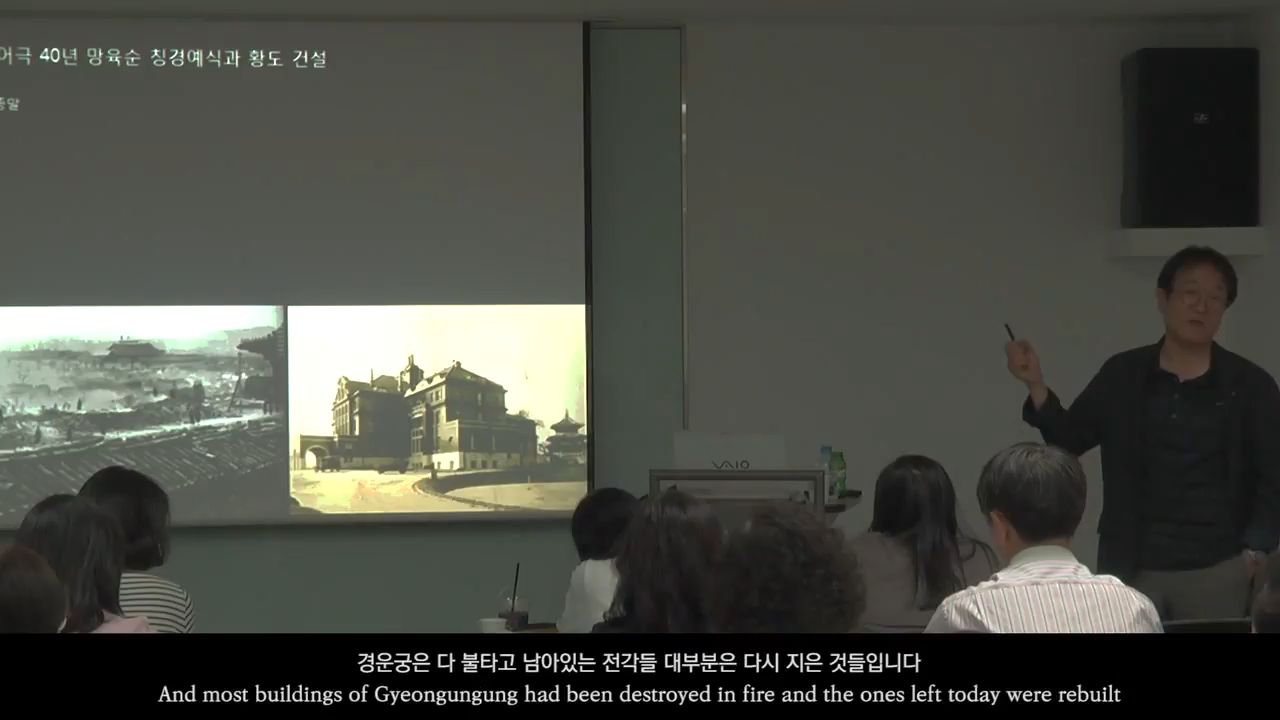 어극 40년 망육순 칭경예식과 황도 건설
종말
VAIO
경운궁은 다 불타고 남아있는 전각들 대부분은 다시 지은 것들입니다
And most buildings of Gyeongungung had been destroyed in fire and the ones left today were rebuilt